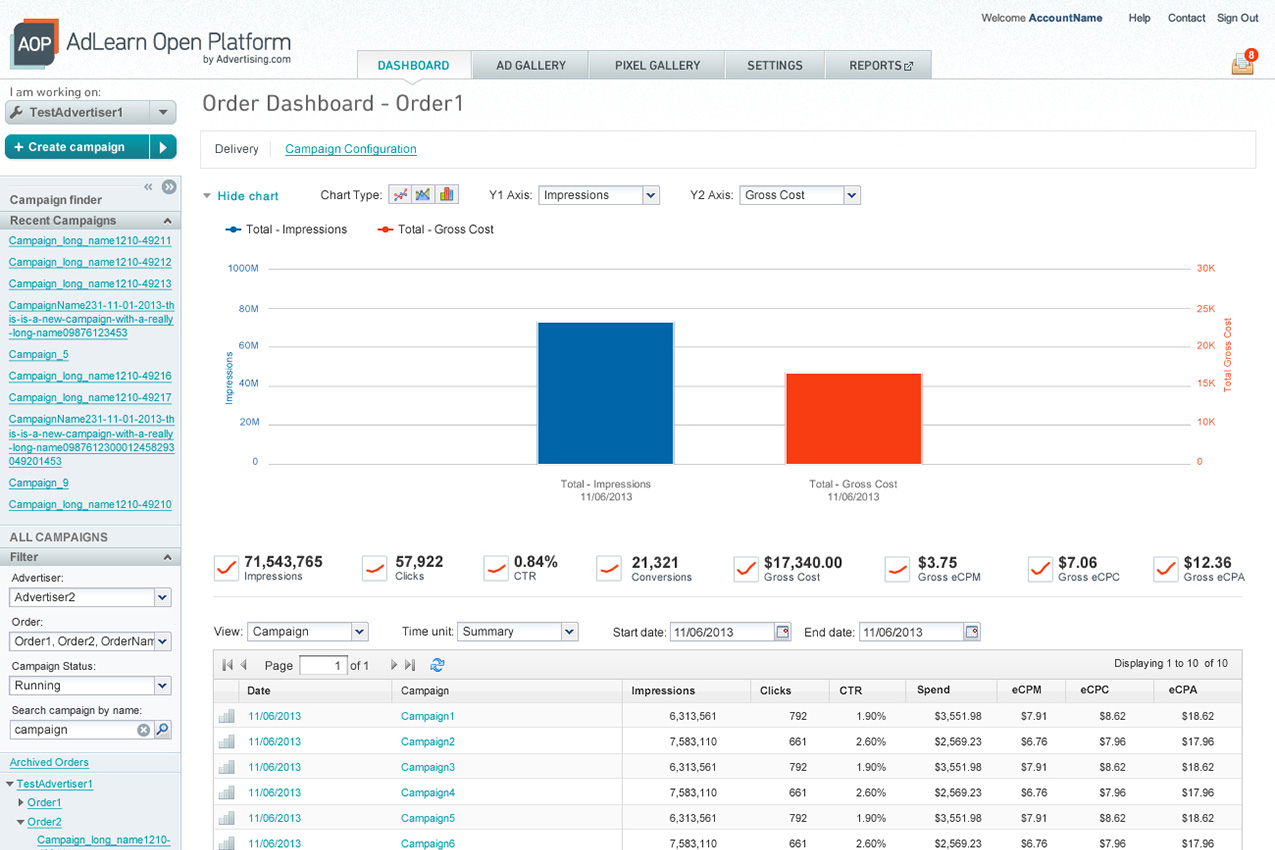 Welcome AccountName Help Contact Sign Out
AOP AdLearn Open Platform
by Advertising.com
DASHBOARD AD GALLERY PIXEL GALLERY SETTINGS REPORTS
8
I am working on:
TestAdvertiser1
+ Create campaign
Campaign finder
Recent Campaigns
Campaign_long_name1210-49211
Campaign_long_name1210-49212
Campaign_long_name1210-49213
CampaignName231-11-01-2013-th
is-is-a-new-campaign-with-a-really
-long-name09876123453
Campaign_5
Campaign_long_name1210-49216
Campaign_long_name1210-49217
CampaignName231-11-01-2013-th
is-is-a-new-campaign-with-a-really
-long-name0987612300012458293
049201453
Campaign_9
Campaign_long_name1210-49210
ALL CAMPAIGNS
Filter
Advertiser:
Advertiser2
Order:
Order1, Order2, OrderNam
Campaign Status:
Running
Search campaign by name:
campaign
Archived Orders
TestAdvertiser1
Order1
Order2
Campaign_long_name1210-
Order Dashboard - Order1
Delivery Campaign Configuration
Hide chart Chart Type: Y1 Axis: Impressions Y2 Axis: Gross Cost
Total - Impressions Total - Gross Cost
1000M 30K
80M 25K
60M 20K
40M 15K
20M 10K
0 0
Impressions
Total Gross Cost
Total - Impressions Total - Gross Cost
11/06/2013 11/06/2013
71,543,765 57,922 0.84% 21,321 $17,340.00 $3.75 $7.06 $12.36
Impressions Clicks CTR Conversions Gross Cost Gross eCPM Gross eCPC Gross eCPA
View: Campaign Time unit: Summary Start date: 11/06/2013 End date: 11/06/2013
Page 1 of 1 Displaying 1 to 10 of 10
Date Campaign Impressions Clicks CTR Spend eCPM eCPC eCPA
11/06/2013 Campaign1 6,313,561 792 1.90% $3,551.98 $7.91 $8.62 $18.62
11/06/2013 Campaign2 7,583,110 661 2.60% $2,569.23 $6.76 $7.96 $17.96
11/06/2013 Campaign3 6,313,561 792 1.90% $3,551.98 $7.91 $8.62 $18.62
11/06/2013 Campaign4 7,583,110 661 2.60% $2,569.23 $6.76 $7.96 $17.96
11/06/2013 Campaign5 6,313,561 792 1.90% $3,551.98 $7.91 $8.62 $18.62
11/06/2013 Campaign6 7,583,110 661 2.60% $2,569.23 $6.76 $7.96 $17.96